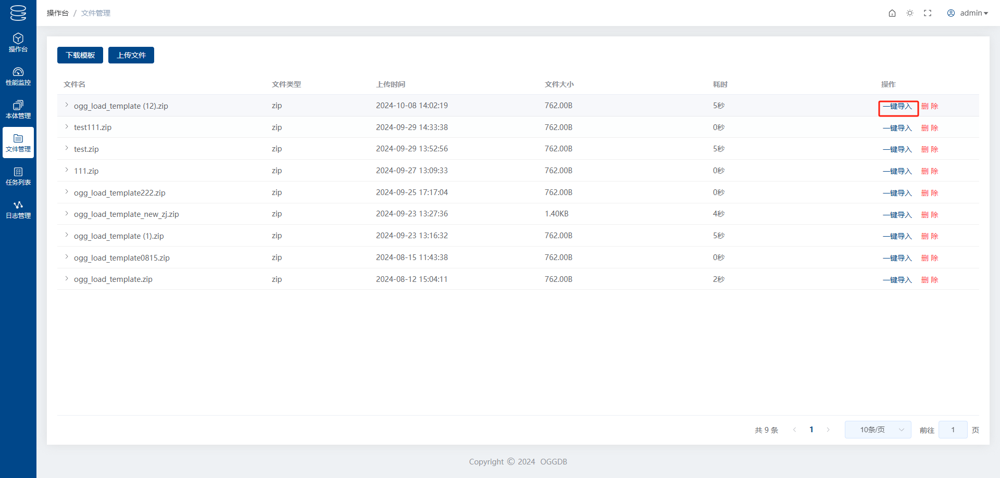 操作台 / 文件管理
admin
操作台
性能监控
本体管理
文件管理
任务列表
日志管理
下载模板 上传文件
文件名 文件类型 上传时间 文件大小 耗时 操作
ogg_load_template (12).zip zip 2024-10-08 14:02:19 762.00B 5秒 一键导入 删 除
test111.zip zip 2024-09-29 14:33:38 762.00B 0秒 一键导入 删 除
test.zip zip 2024-09-29 13:52:56 762.00B 5秒 一键导入 删 除
111.zip zip 2024-09-27 13:09:33 762.00B 0秒 一键导入 删 除
ogg_load_template222.zip zip 2024-09-25 17:17:04 762.00B 0秒 一键导入 删 除
ogg_load_template_new_zj.zip zip 2024-09-23 13:27:36 1.40KB 4秒 一键导入 删 除
ogg_load_template (1).zip zip 2024-09-23 13:16:32 762.00B 5秒 一键导入 删 除
ogg_load_template0815.zip zip 2024-08-15 11:43:38 762.00B 0秒 一键导入 删 除
ogg_load_template.zip zip 2024-08-12 15:04:11 762.00B 2秒 一键导入 删 除
共 9 条 1 10条/页 前往 1 页
Copyright © 2024 OGGDB